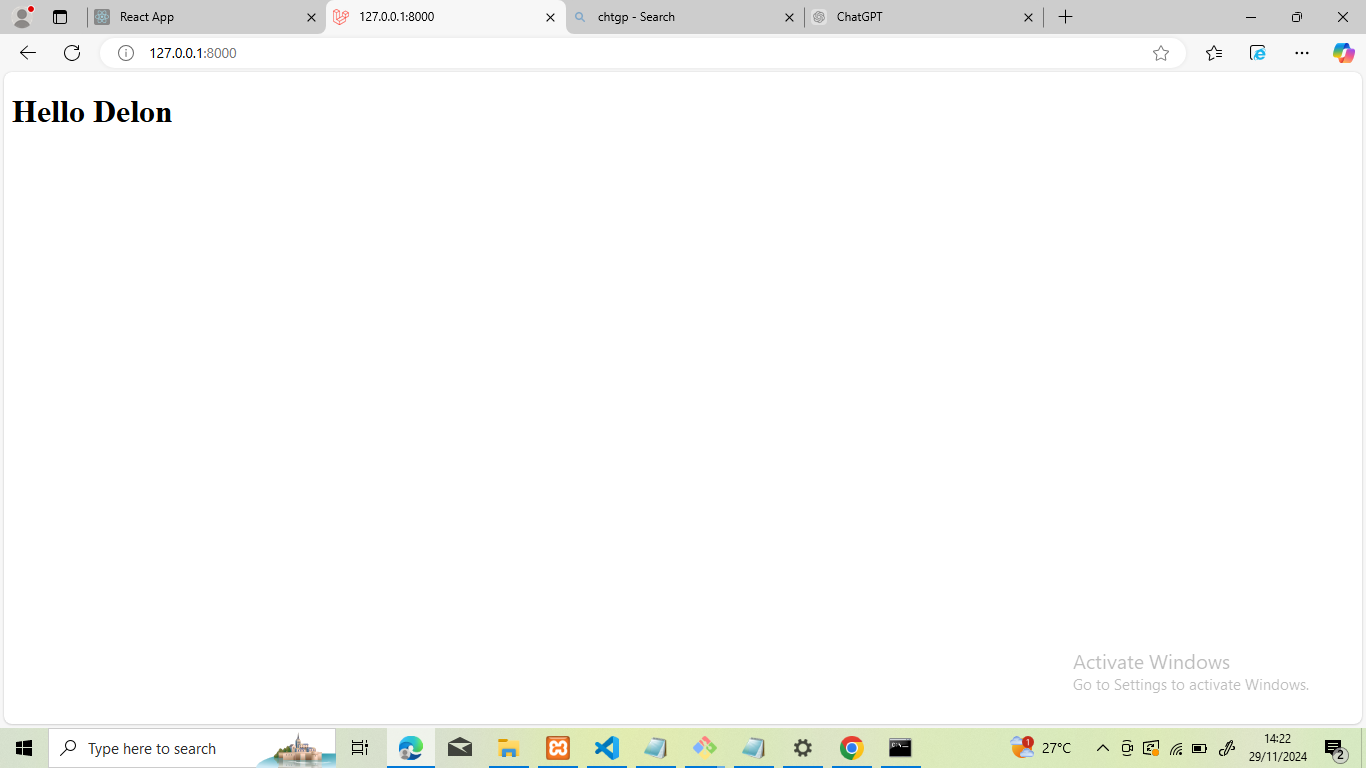 React App
127.0.0.1:8000
chtgp - Search
ChatGPT
127.0.0.1:8000
Hello Delon
Activate Windows
Go to Settings to activate Windows.
Type here to search
1
27°C
14:22
29/11/2024
2